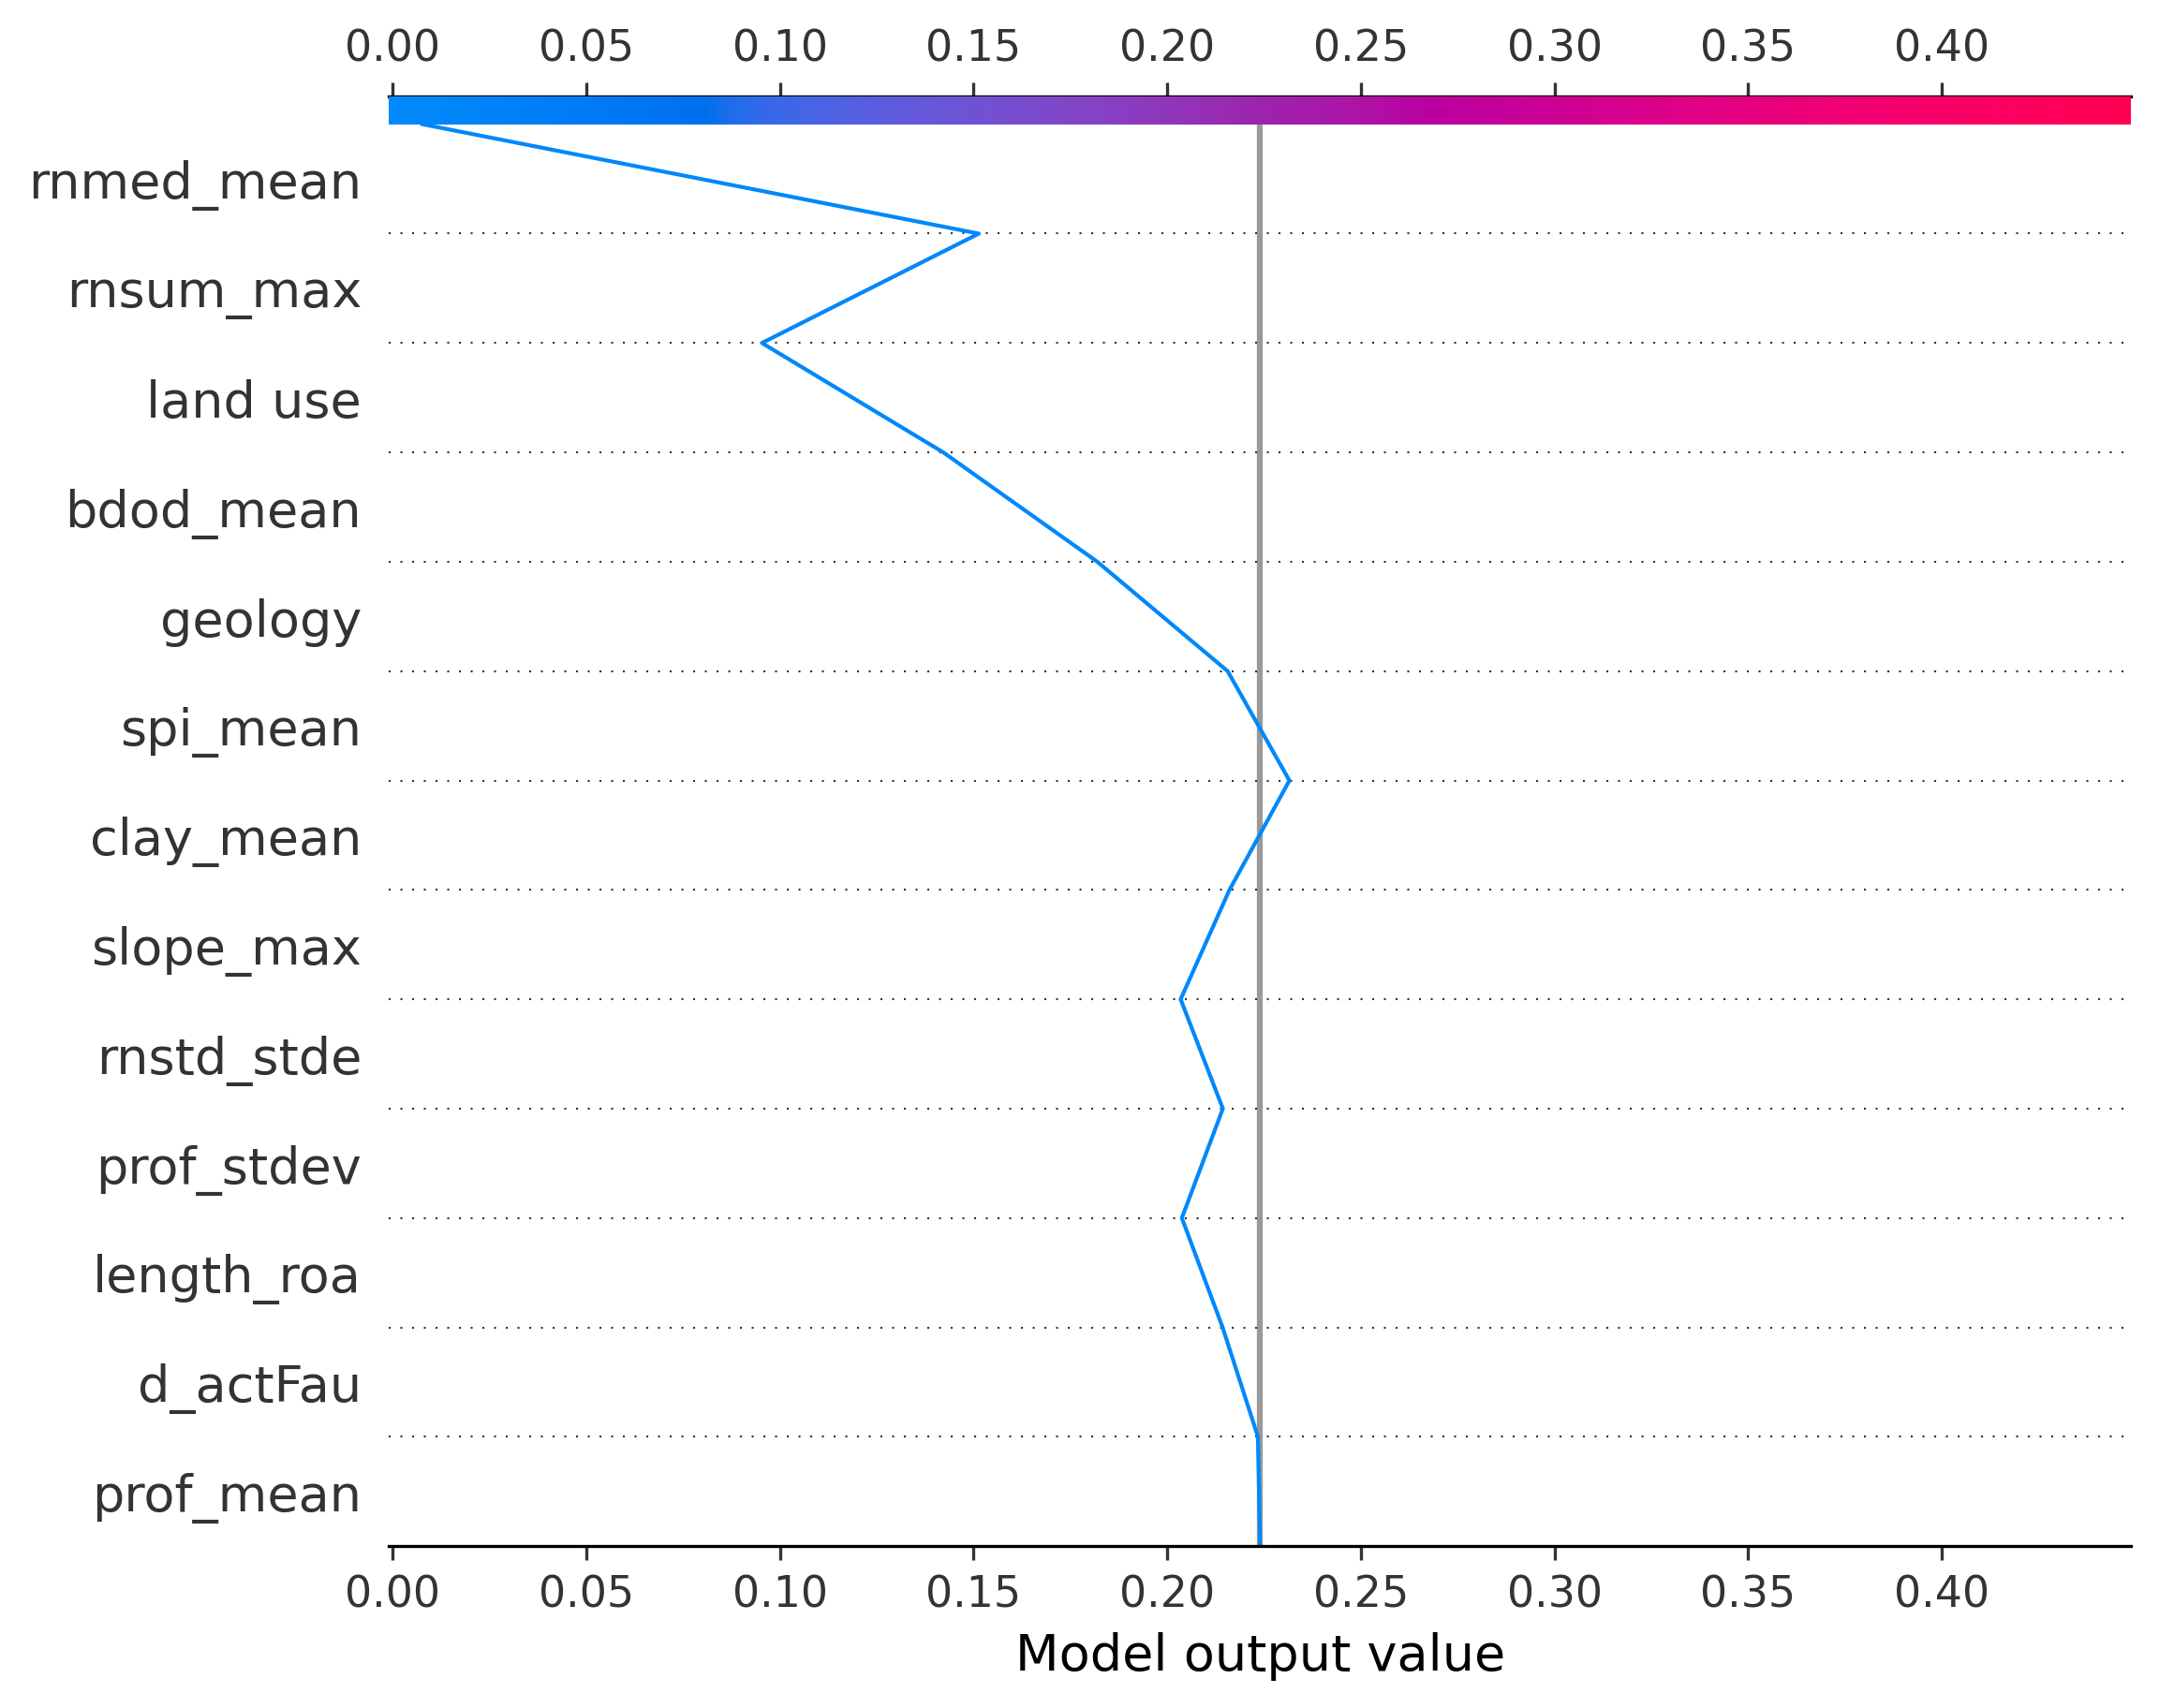 0.00 0.05 0.10 0.15 0.20 0.25 0.30 0.35 0.40
rnmed_mean
rnsum_max
land use
bdod_mean
geology
spi_mean
clay_mean
slope_max
rnstd_stde
prof_stdev
length_roa
d_actFau
prof_mean
0.00 0.05 0.10 0.15 0.20 0.25 0.30 0.35 0.40
Model output value